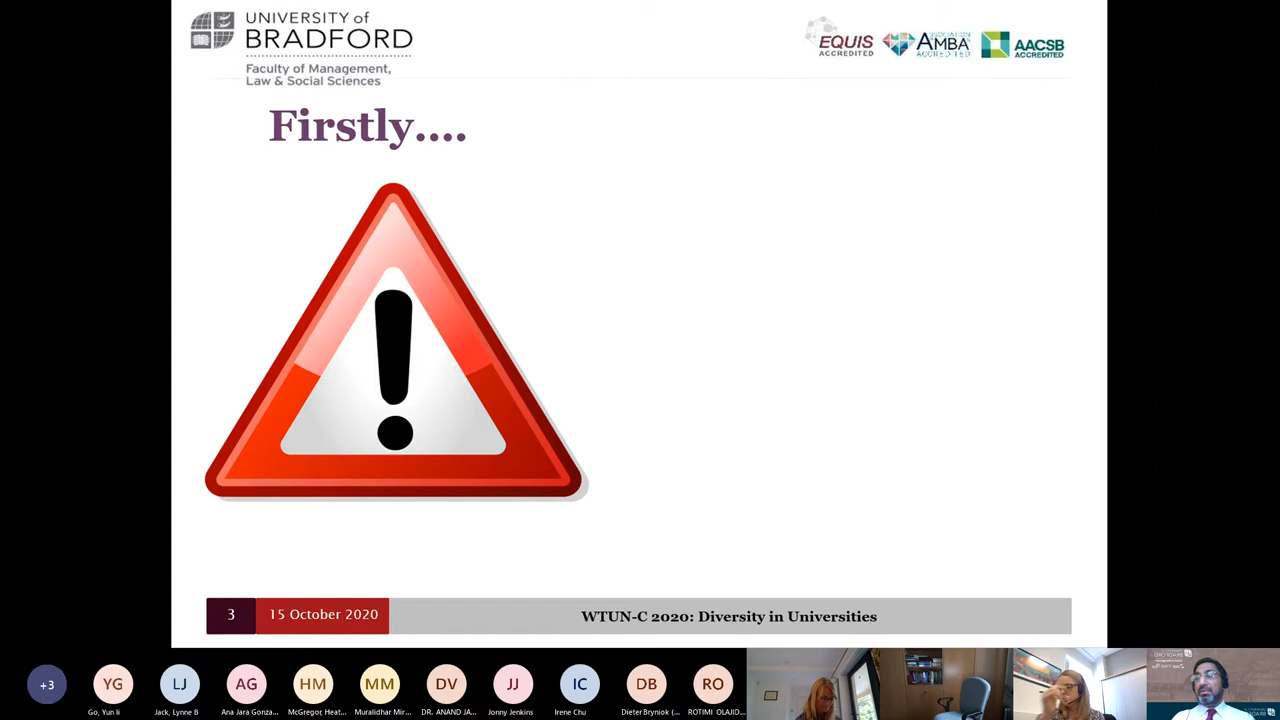 UNIVERSITY of
BRADFORD
Faculty of Management,
Law & Social Sciences
EQUIS
ACCREDITED
ASSOCIATION
AMBA
ACCREDITED
AACSB
ACCREDITED
Firstly....
!
3
15 October 2020
WTUN-C 2020: Diversity in Universities
+3
YG
LJ
AG
HM
MM
DV
JJ
IC
DB
RO
Go, Yun li
Jack, Lynne B
Ana Jara Gonza...
McGregor, Heat...
Muralidhar Mir...
DR. ANAND JA...
Jonny Jenkins
Irene Chu
Dieter Bryniok (...
ROTIMI OLAJID...